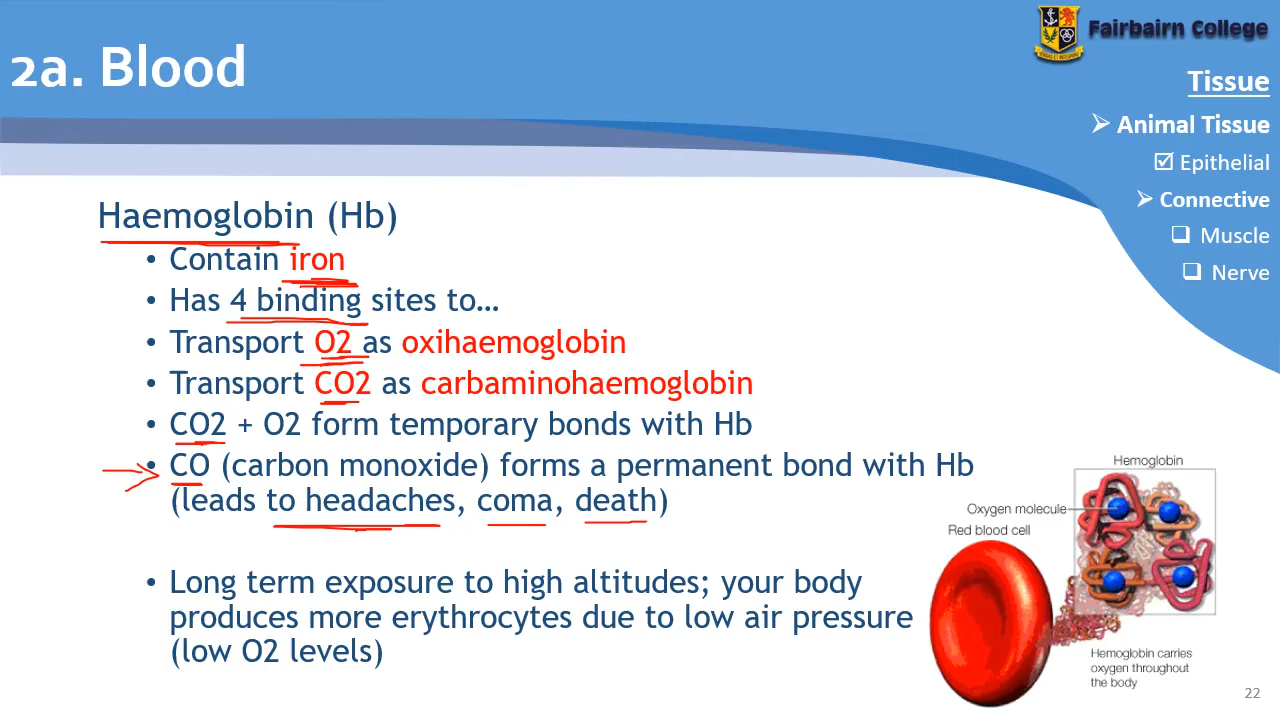 2a. Blood
Fairbairn College
Tissue
Animal Tissue
Epithelial
Connective
Muscle
Nerve
Haemoglobin (Hb)
• Contain iron
• Has 4 binding sites to…
• Transport O2 as oxihaemoglobin
• Transport CO2 as carbaminohaemoglobin
• CO2 + O2 form temporary bonds with Hb
• CO (carbon monoxide) forms a permanent bond with Hb
(leads to headaches, coma, death)
• Long term exposure to high altitudes; your body
produces more erythrocytes due to low air pressure
(low O2 levels)
Hemoglobin
Oxygen molecule
Red blood cell
Hemoglobin carries
oxygen throughout
the body
22